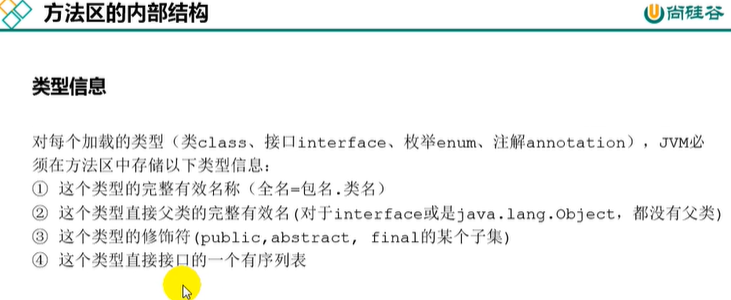 方法区的内部结构
尚硅谷
类型信息
对每个加载的类型（类class、接口interface、枚举enum、注解annotation），JVM必
须在方法区中存储以下类型信息：
① 这个类型的完整有效名称（全名=包名.类名）
② 这个类型直接父类的完整有效名(对于interface或是java.lang.Object，都没有父类)
③ 这个类型的修饰符(public,abstract, final的某个子集)
④ 这个类型直接接口的一个有序列表